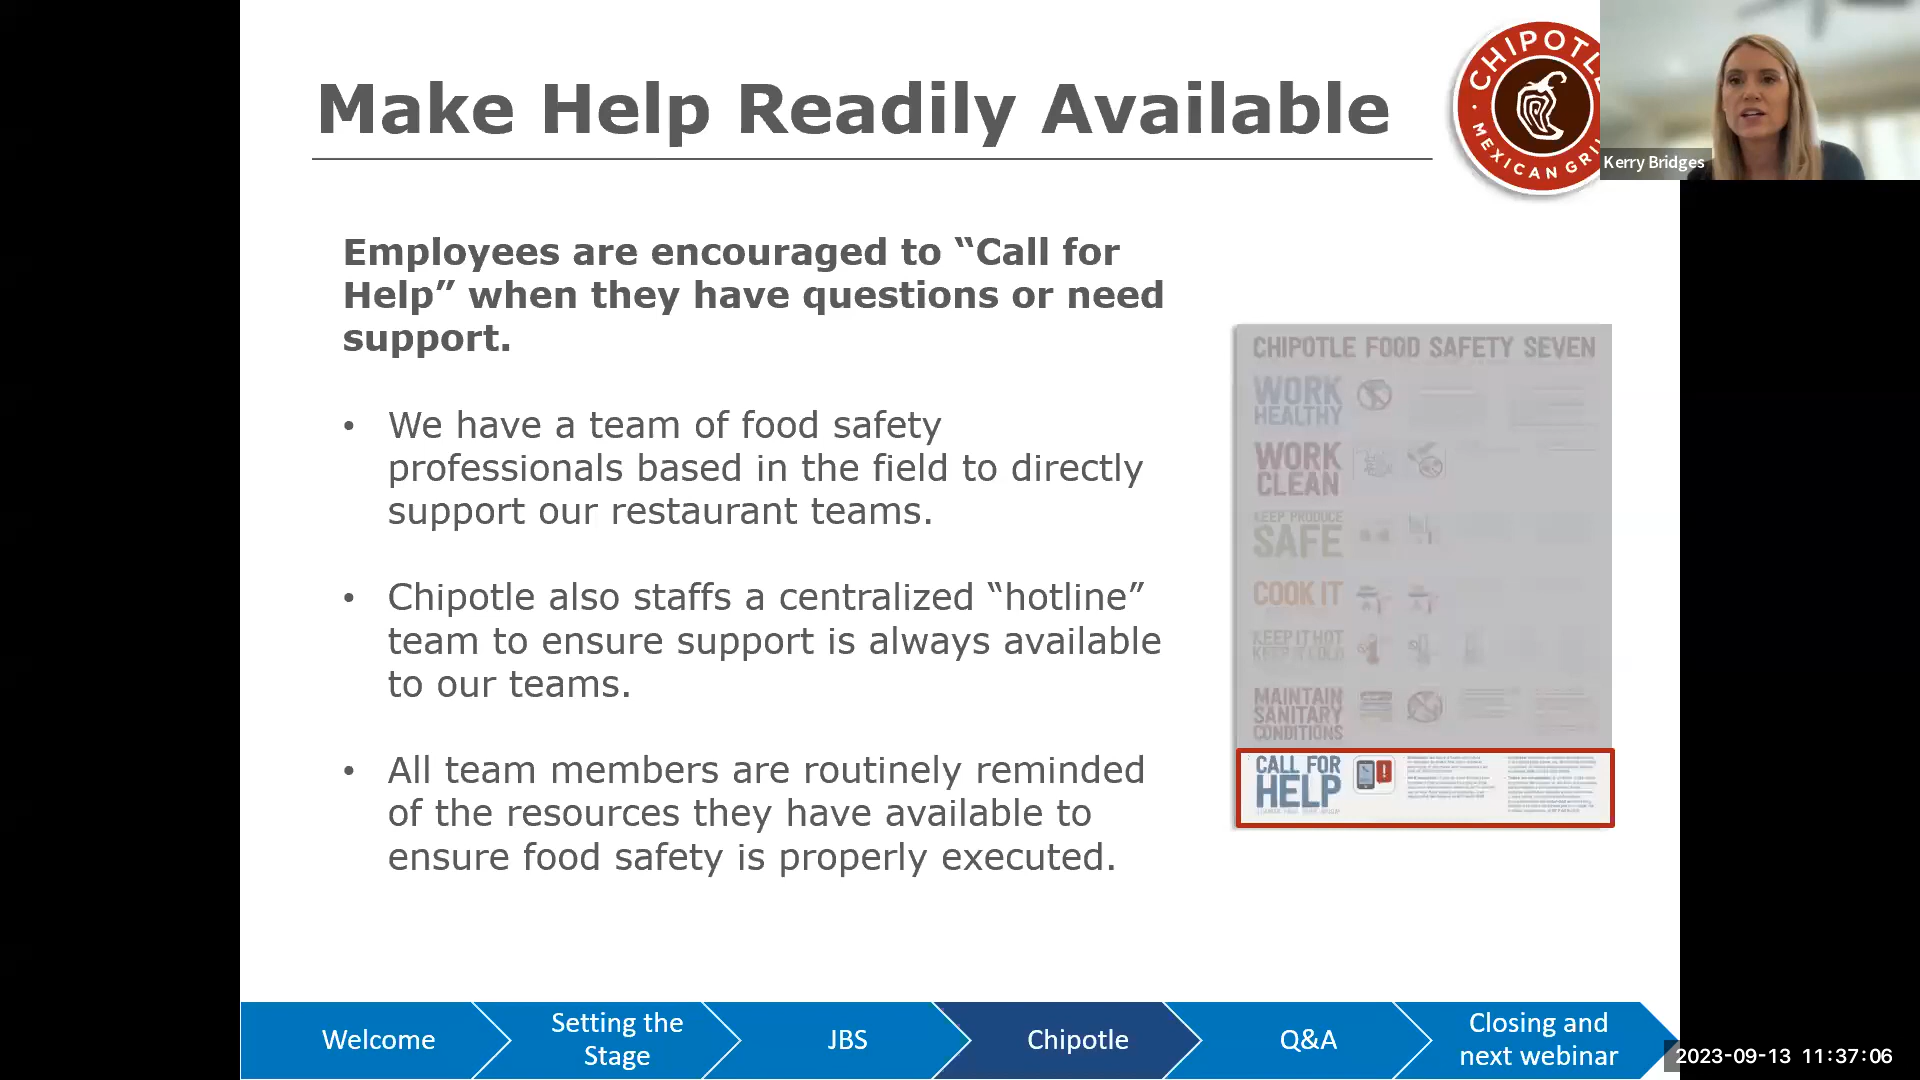 Make Help Readily Available
CHIPOTLE
MEXICAN GRI
Kerry Bridges
Employees are encouraged to “Call for
Help” when they have questions or need
support.
• We have a team of food safety
professionals based in the field to directly
support our restaurant teams.
• Chipotle also staffs a centralized “hotline”
team to ensure support is always available
to our teams.
• All team members are routinely reminded
of the resources they have available to
ensure food safety is properly executed.
CHIPOTLE FOOD SAFETY SEVEN
WORK
HEALTHY
WORK
CLEAN
KEEP PRODUCE
SAFE
COOK IT
KEEP IT HOT
KEEP IT COLD
MAINTAIN
SANITARY
CONDITIONS
CALL FOR
HELP
Welcome
Setting the
Stage
JBS
Chipotle
Q&A
Closing and
next webinar
2023-09-13 11:37:06